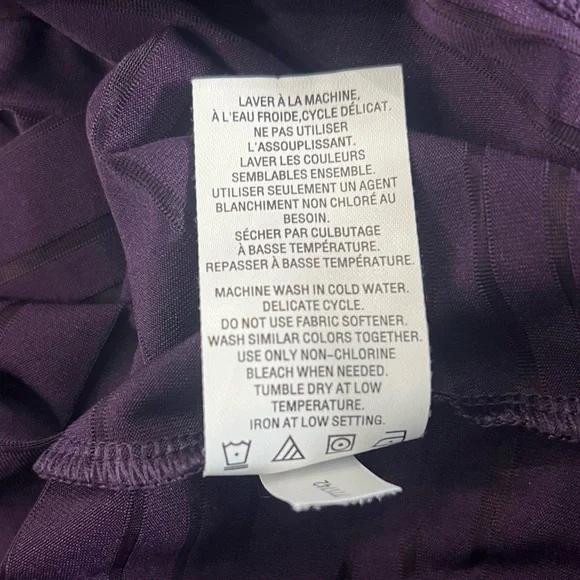 LAVER À LA MACHINE,
À L'EAU FROIDE,CYCLE DÉLICAT.
NE PAS UTILISER
L'ASSOUPLISSANT.
LAVER LES COULEURS
SEMBLABLES ENSEMBLE.
UTILISER SEULEMENT UN AGENT
BLANCHIMENT NON CHLORÉ AU
BESOIN.
SÉCHER PAR CULBUTAGE
À BASSE TEMPÉRATURE.
REPASSER À BASSE TEMPÉRATURE.
MACHINE WASH IN COLD WATER.
DELICATE CYCLE.
DO NOT USE FABRIC SOFTENER.
WASH SIMILAR COLORS TOGETHER.
USE ONLY NON-CHLORINE
BLEACH WHEN NEEDED.
TUMBLE DRY AT LOW
TEMPERATURE.
IRON AT LOW SETTING.